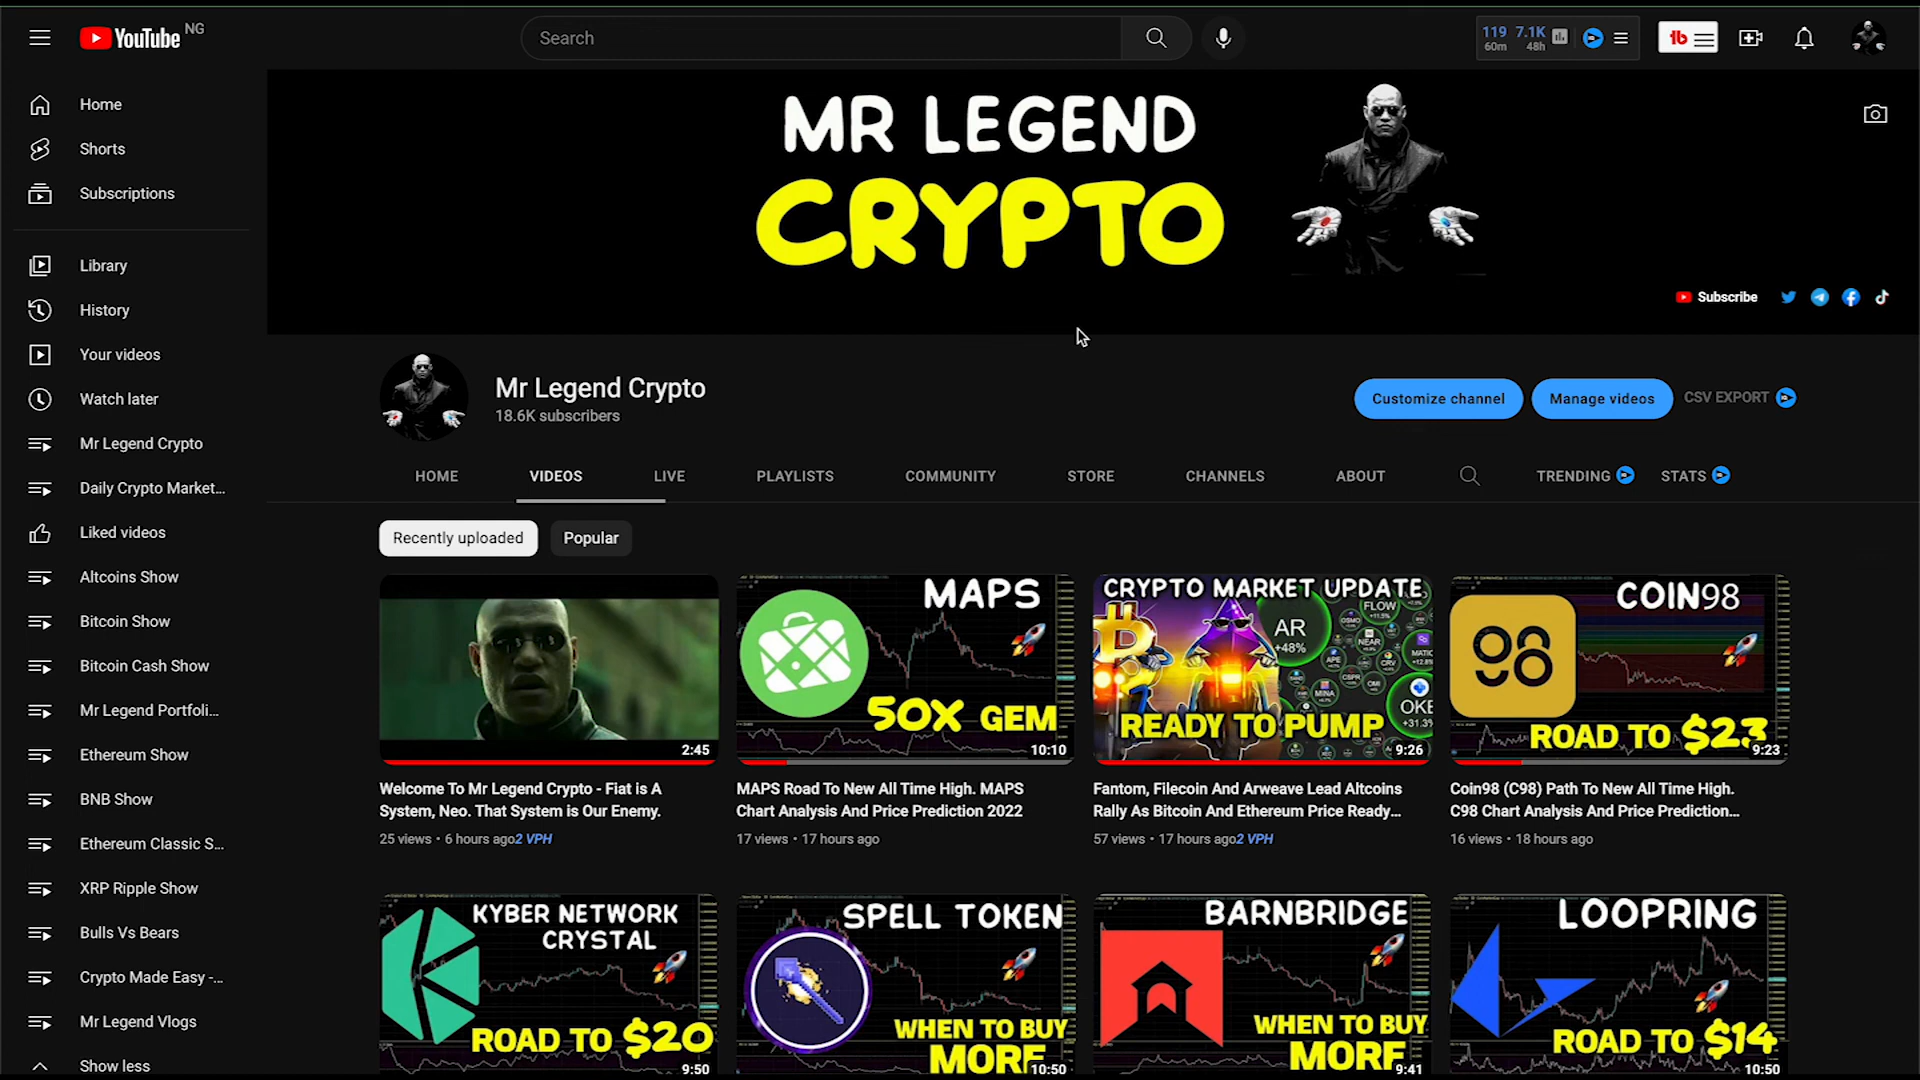 YouTube NG
Search
119 7.1K
60m 48h
Home
Shorts
Subscriptions
Library
History
Your videos
Watch later
Mr Legend Crypto
Daily Crypto Market...
Liked videos
Altcoins Show
Bitcoin Show
Bitcoin Cash Show
Mr Legend Portfoli...
Ethereum Show
BNB Show
Ethereum Classic S...
XRP Ripple Show
Bulls Vs Bears
Crypto Made Easy -...
Mr Legend Vlogs
Show less
MR LEGEND
CRYPTO
Subscribe
Mr Legend Crypto
18.6K subscribers
Customize channel
Manage videos
CSV EXPORT
HOME VIDEOS LIVE PLAYLISTS COMMUNITY STORE CHANNELS ABOUT TRENDING STATS
Recently uploaded Popular
2:45
Welcome To Mr Legend Crypto - Fiat is A
System, Neo. That System is Our Enemy.
25 views • 6 hours ago2 VPH
MAPS
50X GEM
10:10
MAPS Road To New All Time High. MAPS
Chart Analysis And Price Prediction 2022
17 views • 17 hours ago
CRYPTO MARKET UPDATE
FLOW
AR
+48%
NEAR
APE
CRV
CSPR
MINA
OKB
+31.3%
READY TO PUMP
9:26
Fantom, Filecoin And Arweave Lead Altcoins
Rally As Bitcoin And Ethereum Price Ready...
57 views • 17 hours ago2 VPH
COIN98
98
ROAD TO $23
9:23
Coin98 (C98) Path To New All Time High.
C98 Chart Analysis And Price Prediction...
16 views • 18 hours ago
KYBER NETWORK
CRYSTAL
ROAD TO $20
9:50
SPELL TOKEN
WHEN TO BUY
MORE
10:50
BARNBRIDGE
WHEN TO BUY
MORE
9:41
LOOPRING
ROAD TO $14
10:50